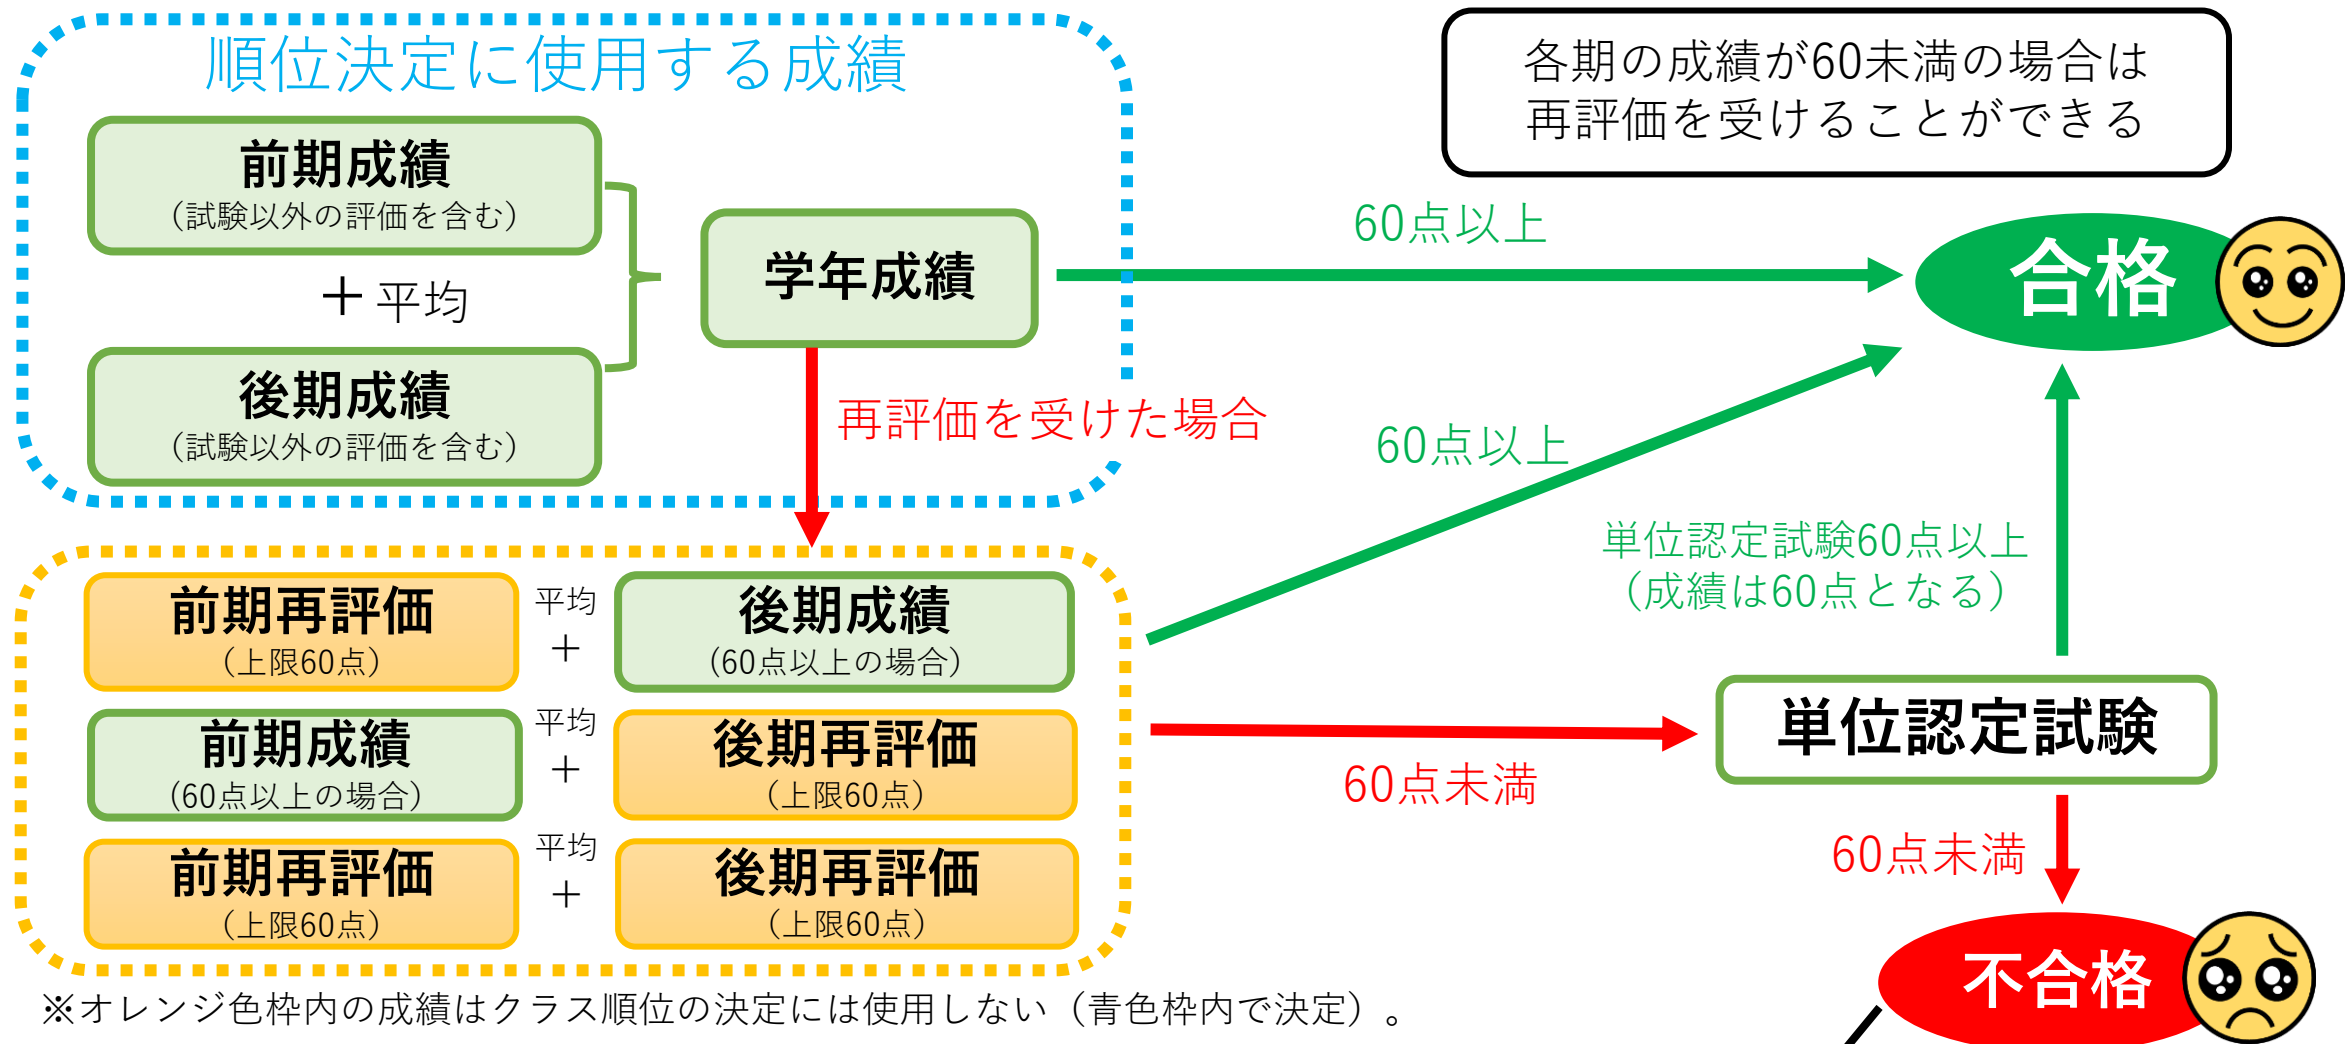 順位決定に使用する成績
各期の成績が60未満の場合は
再評価を受けることができる
前期成績
（試験以外の評価を含む）
＋ 平均
後期成績
（試験以外の評価を含む）
学年成績
60点以上
合格
再評価を受けた場合
60点以上
単位認定試験60点以上
（成績は60点となる）
前期再評価
（上限60点）
平均
＋
後期成績
（60点以上の場合）
前期成績
（60点以上の場合）
平均
＋
後期再評価
（上限60点）
前期再評価
（上限60点）
平均
＋
後期再評価
（上限60点）
60点未満
単位認定試験
60点未満
不合格
※オレンジ色枠内の成績はクラス順位の決定には使用しない（青色枠内で決定）。